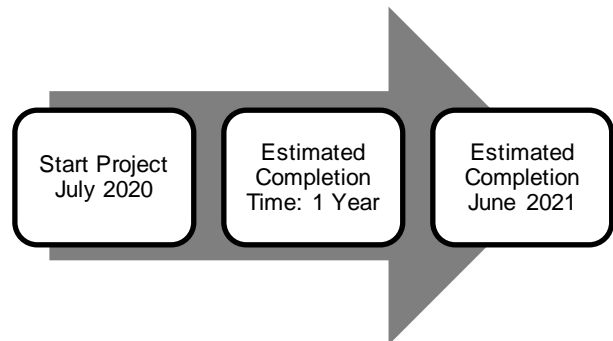 Start Project
July 2020
Estimated
Completion
Time: 1 Year
Estimated
Completion
June 2021